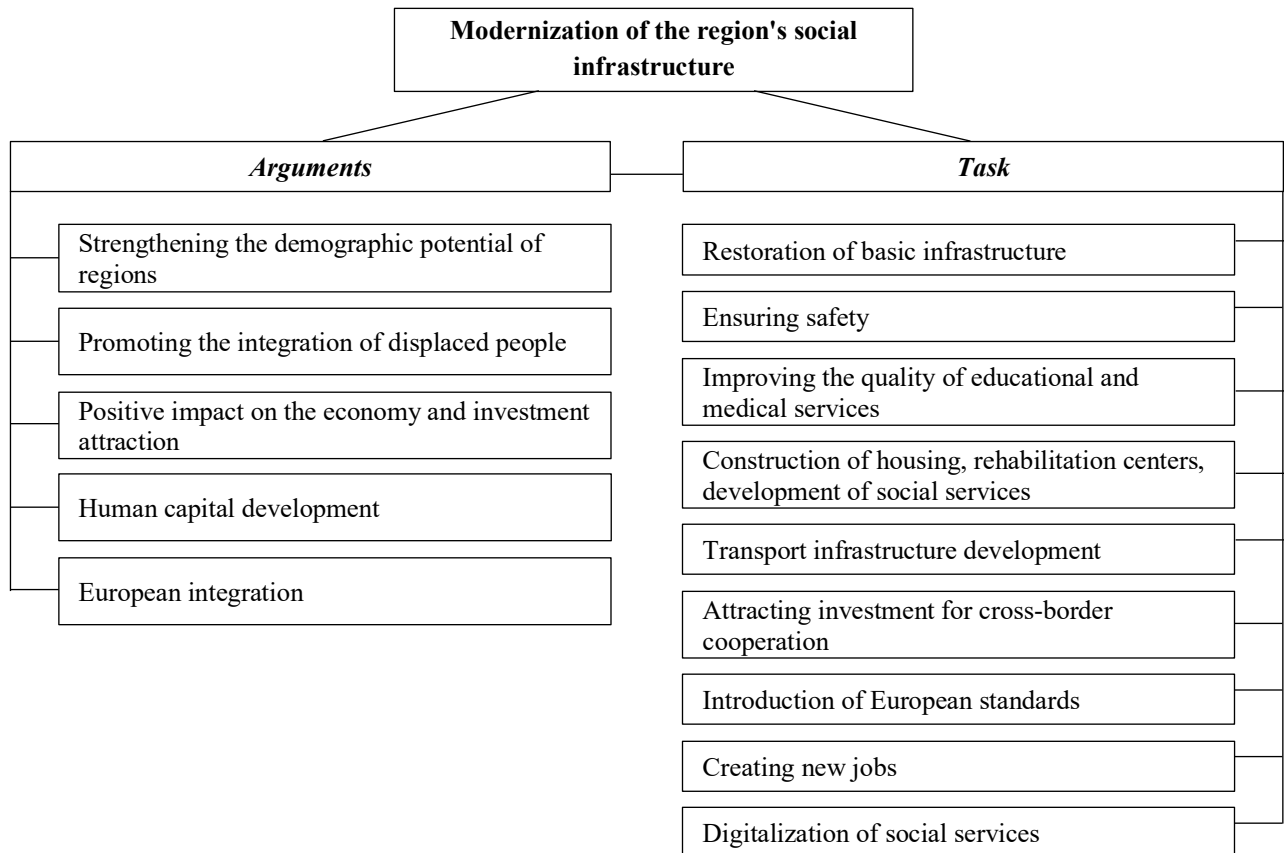 Modernization of the region's social
infrastructure
Arguments
Strengthening the demographic potential of
regions
Promoting the integration of displaced people
Positive impact on the economy and investment
attraction
Human capital development
European integration
Task
Restoration of basic infrastructure
Ensuring safety
Improving the quality of educational and
medical services
Construction of housing, rehabilitation centers,
development of social services
Transport infrastructure development
Attracting investment for cross-border
cooperation
Introduction of European standards
Creating new jobs
Digitalization of social services